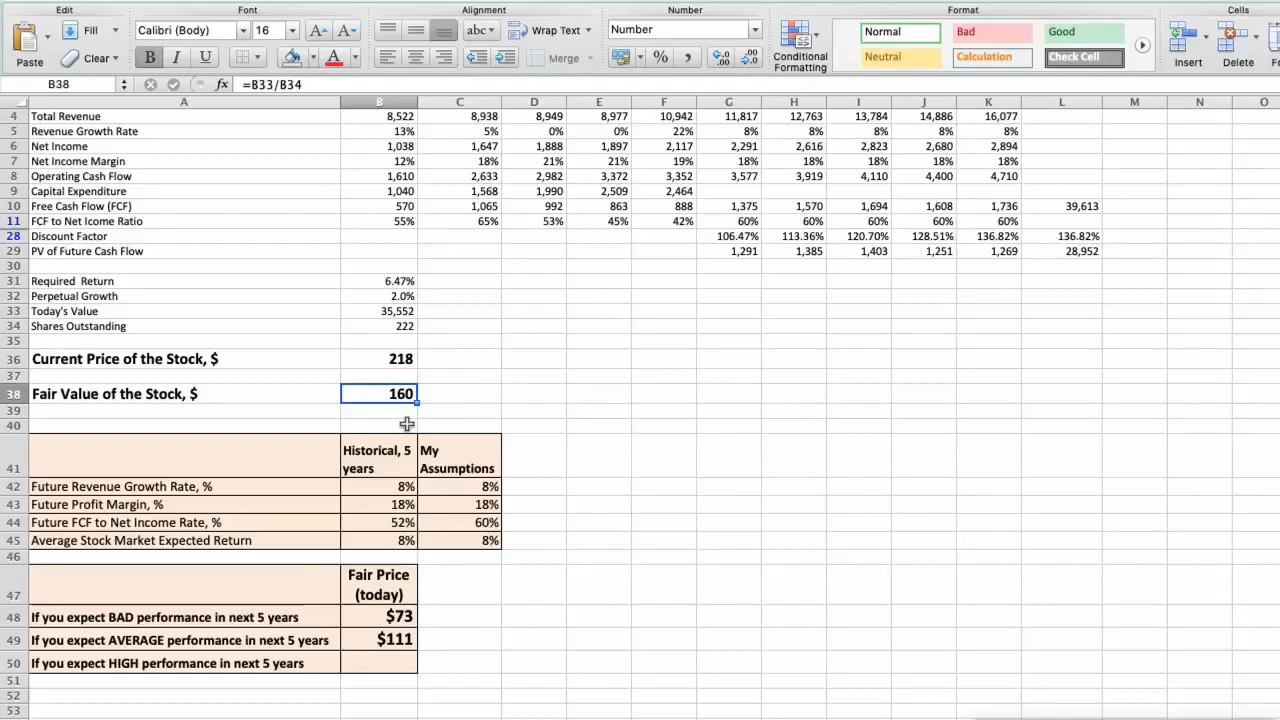 Edit Font Alignment Number Format Cells
Fill Calibri (Body) 16 A A abc Wrap Text Number Normal Bad Good
Paste Clear B I U A Merge % , .0 .00 .00 .0 Conditional Formatting Neutral Calculation Check Cell Insert Delete
B38 fx =B33/B34
A B C D E F G H I J K L M N O
4 Total Revenue 8,522 8,938 8,949 8,977 10,942 11,817 12,763 13,784 14,886 16,077
5 Revenue Growth Rate 13% 5% 0% 0% 22% 8% 8% 8% 8% 8%
6 Net Income 1,038 1,647 1,888 1,897 2,117 2,291 2,616 2,823 2,680 2,894
7 Net Income Margin 12% 18% 21% 21% 19% 18% 18% 18% 18% 18%
8 Operating Cash Flow 1,610 2,633 2,982 3,372 3,352 3,577 3,919 4,110 4,400 4,710
9 Capital Expenditure 1,040 1,568 1,990 2,509 2,464
10 Free Cash Flow (FCF) 570 1,065 992 863 888 1,375 1,570 1,694 1,608 1,736 39,613
11 FCF to Net Icome Ratio 55% 65% 53% 45% 42% 60% 60% 60% 60% 60%
28 Discount Factor 106.47% 113.36% 120.70% 128.51% 136.82% 136.82%
29 PV of Future Cash Flow 1,291 1,385 1,403 1,251 1,269 28,952
30
31 Required Return 6.47%
32 Perpetual Growth 2.0%
33 Today's Value 35,552
34 Shares Outstanding 222
35
36 Current Price of the Stock, $ 218
37
38 Fair Value of the Stock, $ 160
39
40
41 Historical, 5 years My Assumptions
42 Future Revenue Growth Rate, % 8% 8%
43 Future Profit Margin, % 18% 18%
44 Future FCF to Net Income Rate, % 52% 60%
45 Average Stock Market Expected Return 8% 8%
46
47 Fair Price (today)
48 If you expect BAD performance in next 5 years $73
49 If you expect AVERAGE performance in next 5 years $111
50 If you expect HIGH performance in next 5 years
51
52
53